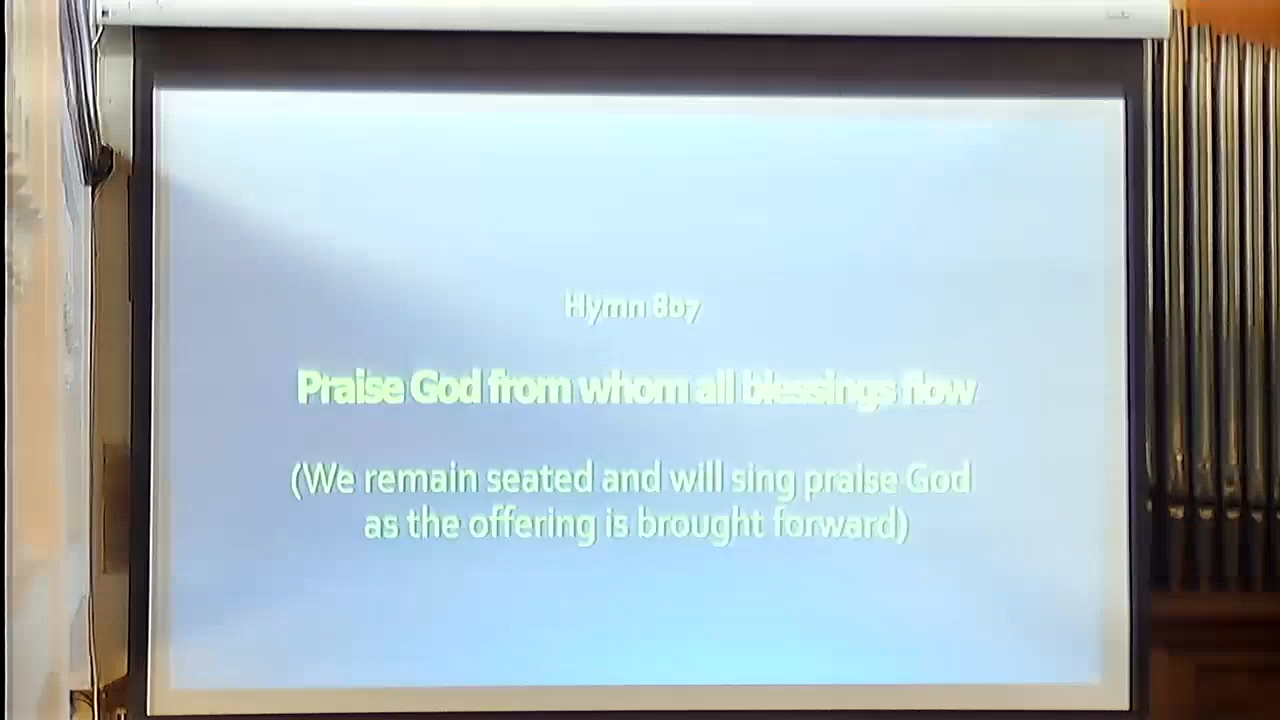 Hymn 807
Praise God from whom all blessings flow
(We remain seated and will sing praise God
as the offering is brought forward)